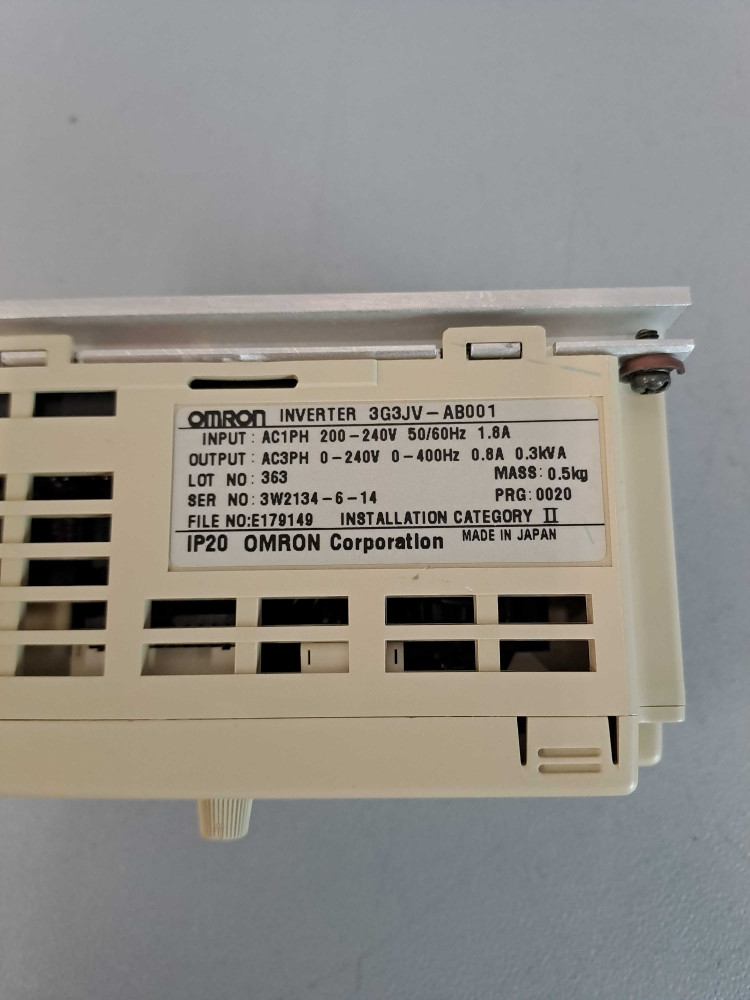 OMRON INVERTER 3G3JV-AB001
INPUT : AC1PH 200-240V 50/60Hz 1.8A
OUTPUT : AC3PH 0-240V 0-400Hz 0.8A 0.3kVA
LOT NO: 363 MASS: 0.5kg
SER NO: 3W2134-6-14 PRG: 0020
FILE NO:E179149 INSTALLATION CATEGORY II
IP20 OMRON Corporation MADE IN JAPAN